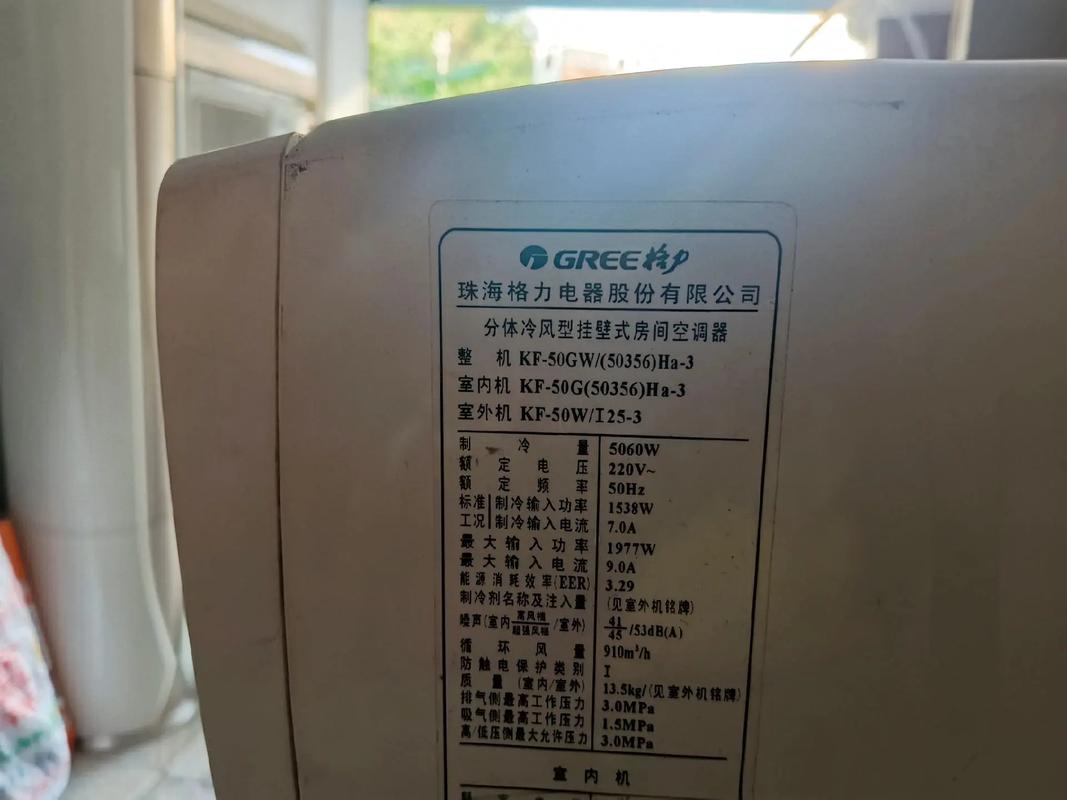 GREE格力
珠海格力电器股份有限公司
分体冷风型挂壁式房间空调器
整 机 KF-50GW/(50356)Ha-3
室内机 KF-50G(50356)Ha-3
室外机 KF-50W/I25-3
制冷量 5060W
额定电压 220V~
额定频率 50Hz
标准 制冷输入功率 1538W
工况 制冷输入电流 7.0A
最大输入功率 1977W
最大输入电流 9.0A
能源消耗效率(EER) 3.29
制冷剂名称及注入量 (见室外机铭牌)
噪声(室内 高风档/超强风档 /室外) 41/45 /53dB(A)
循环风量 910m³/h
防触电保护类别 I
质量(室内/室外) 13.5kg/(见室外机铭牌)
排气侧最高工作压力 3.0MPa
吸气侧最高工作压力 1.5MPa
高/低压侧最大允许压力 3.0MPa
室内机